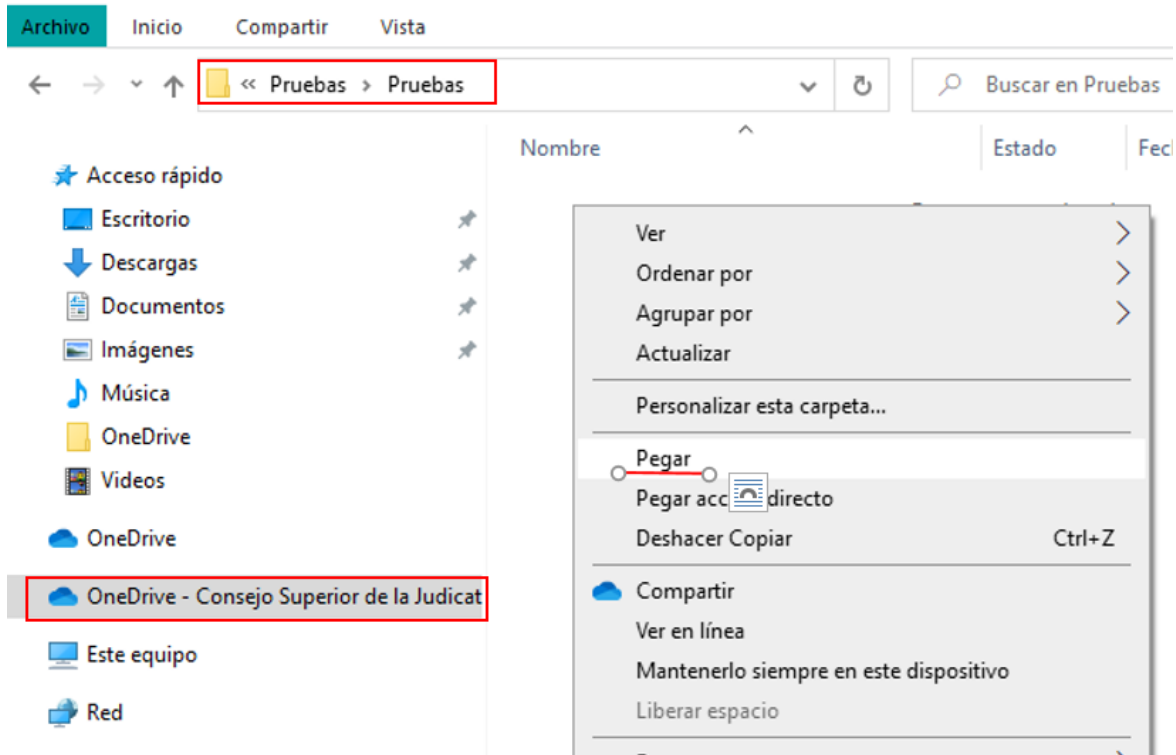 Archivo Inicio Compartir Vista
« Pruebas > Pruebas
Buscar en Pruebas
Nombre Estado
Acceso rápido
Escritorio
Descargas
Documentos
Imágenes
Música
OneDrive
Videos
OneDrive
OneDrive - Consejo Superior de la Judicat
Este equipo
Red
Ver
Ordenar por
Agrupar por
Actualizar
Personalizar esta carpeta...
Pegar
Pegar acc directo
Deshacer Copiar Ctrl+Z
Compartir
Ver en línea
Mantenerlo siempre en este dispositivo
Liberar espacio